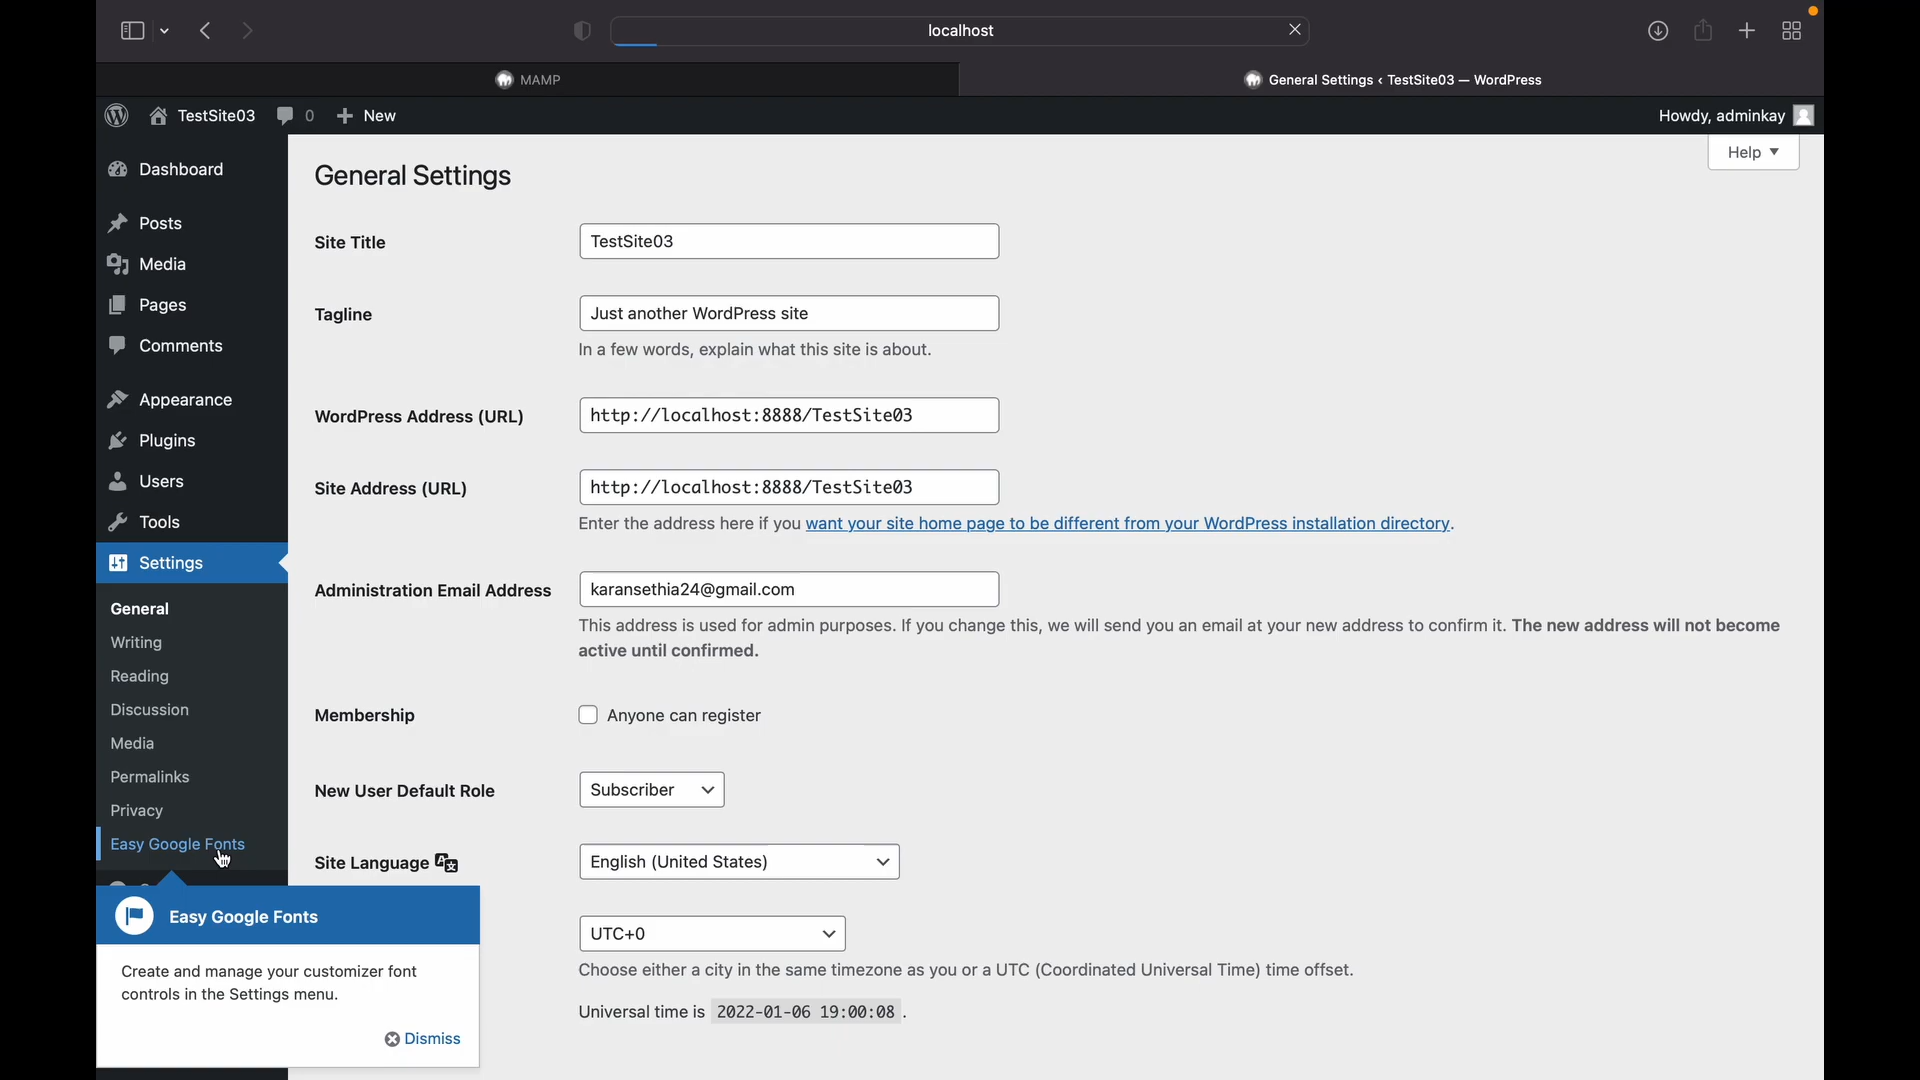 localhost
MAMP
General Settings ‹ TestSite03 — WordPress
TestSite03
0
New
Howdy, adminkay
Help
Dashboard
Posts
Media
Pages
Comments
Appearance
Plugins
Users
Tools
Settings
General
Writing
Reading
Discussion
Media
Permalinks
Privacy
Easy Google Fonts
Easy Google Fonts
Create and manage your customizer font
controls in the Settings menu.
Dismiss
General Settings
Site Title
TestSite03
Tagline
Just another WordPress site
In a few words, explain what this site is about.
WordPress Address (URL)
http://localhost:8888/TestSite03
Site Address (URL)
http://localhost:8888/TestSite03
Enter the address here if you want your site home page to be different from your WordPress installation directory.
Administration Email Address
karansethia24@gmail.com
This address is used for admin purposes. If you change this, we will send you an email at your new address to confirm it. The new address will not become
active until confirmed.
Membership
Anyone can register
New User Default Role
Subscriber
Site Language
English (United States)
UTC+0
Choose either a city in the same timezone as you or a UTC (Coordinated Universal Time) time offset.
Universal time is 2022-01-06 19:00:08 .